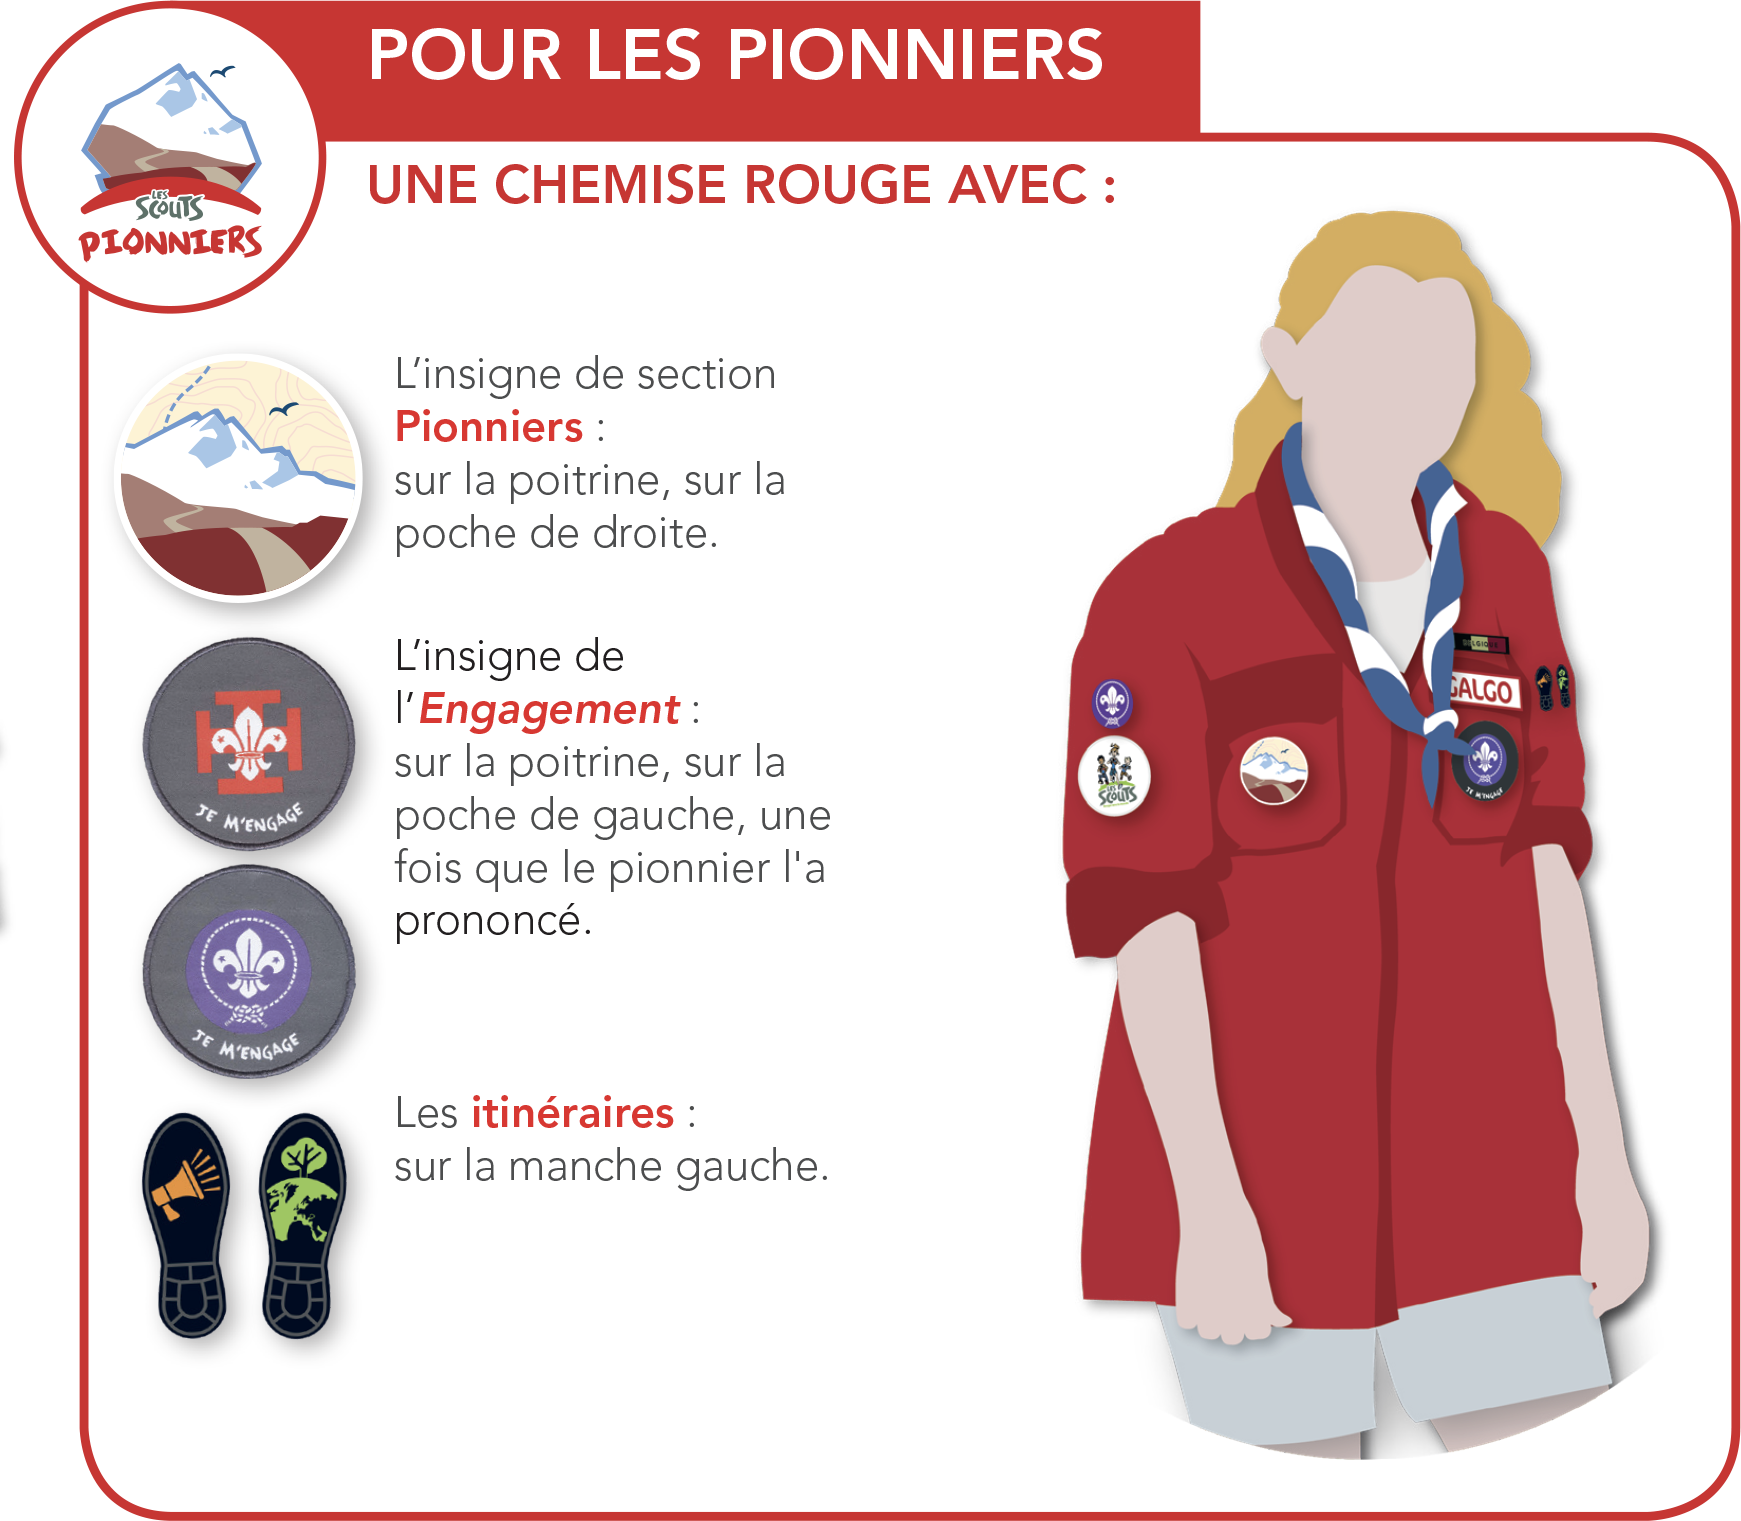 POUR LES PIONNIERS
LES
SCOUTS
PIONNIERS
UNE CHEMISE ROUGE AVEC :
L’insigne de section
Pionniers :
sur la poitrine, sur la
poche de droite.
L’insigne de
l’Engagement :
sur la poitrine, sur la
poche de gauche, une
fois que le pionnier l'a
prononcé.
JE M'ENGAGE
JE M'ENGAGE
Les itinéraires :
sur la manche gauche.
BELGIQUE
GALGO
LES
SCOUTS
JE M'ENGAGE